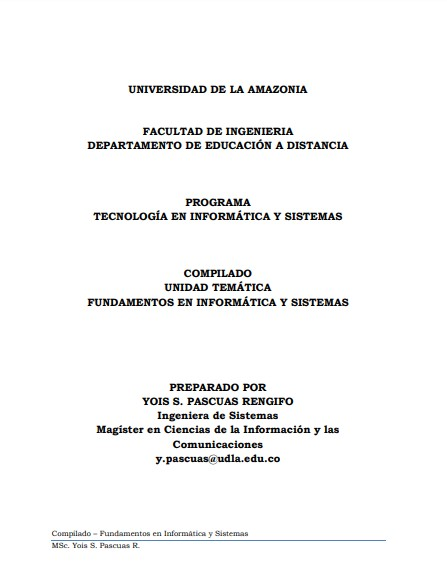 UNIVERSIDAD DE LA AMAZONIA
FACULTAD DE INGENIERIA
DEPARTAMENTO DE EDUCACIÓN A DISTANCIA
PROGRAMA
TECNOLOGÍA EN INFORMÁTICA Y SISTEMAS
COMPILADO
UNIDAD TEMÁTICA
FUNDAMENTOS EN INFORMÁTICA Y SISTEMAS
PREPARADO POR
YOIS S. PASCUAS RENGIFO
Ingeniera de Sistemas
Magíster en Ciencias de la Información y las
Comunicaciones
y.pascuas@udla.edu.co
Compilado – Fundamentos en Informática y Sistemas
MSc. Yois S. Pascuas R.